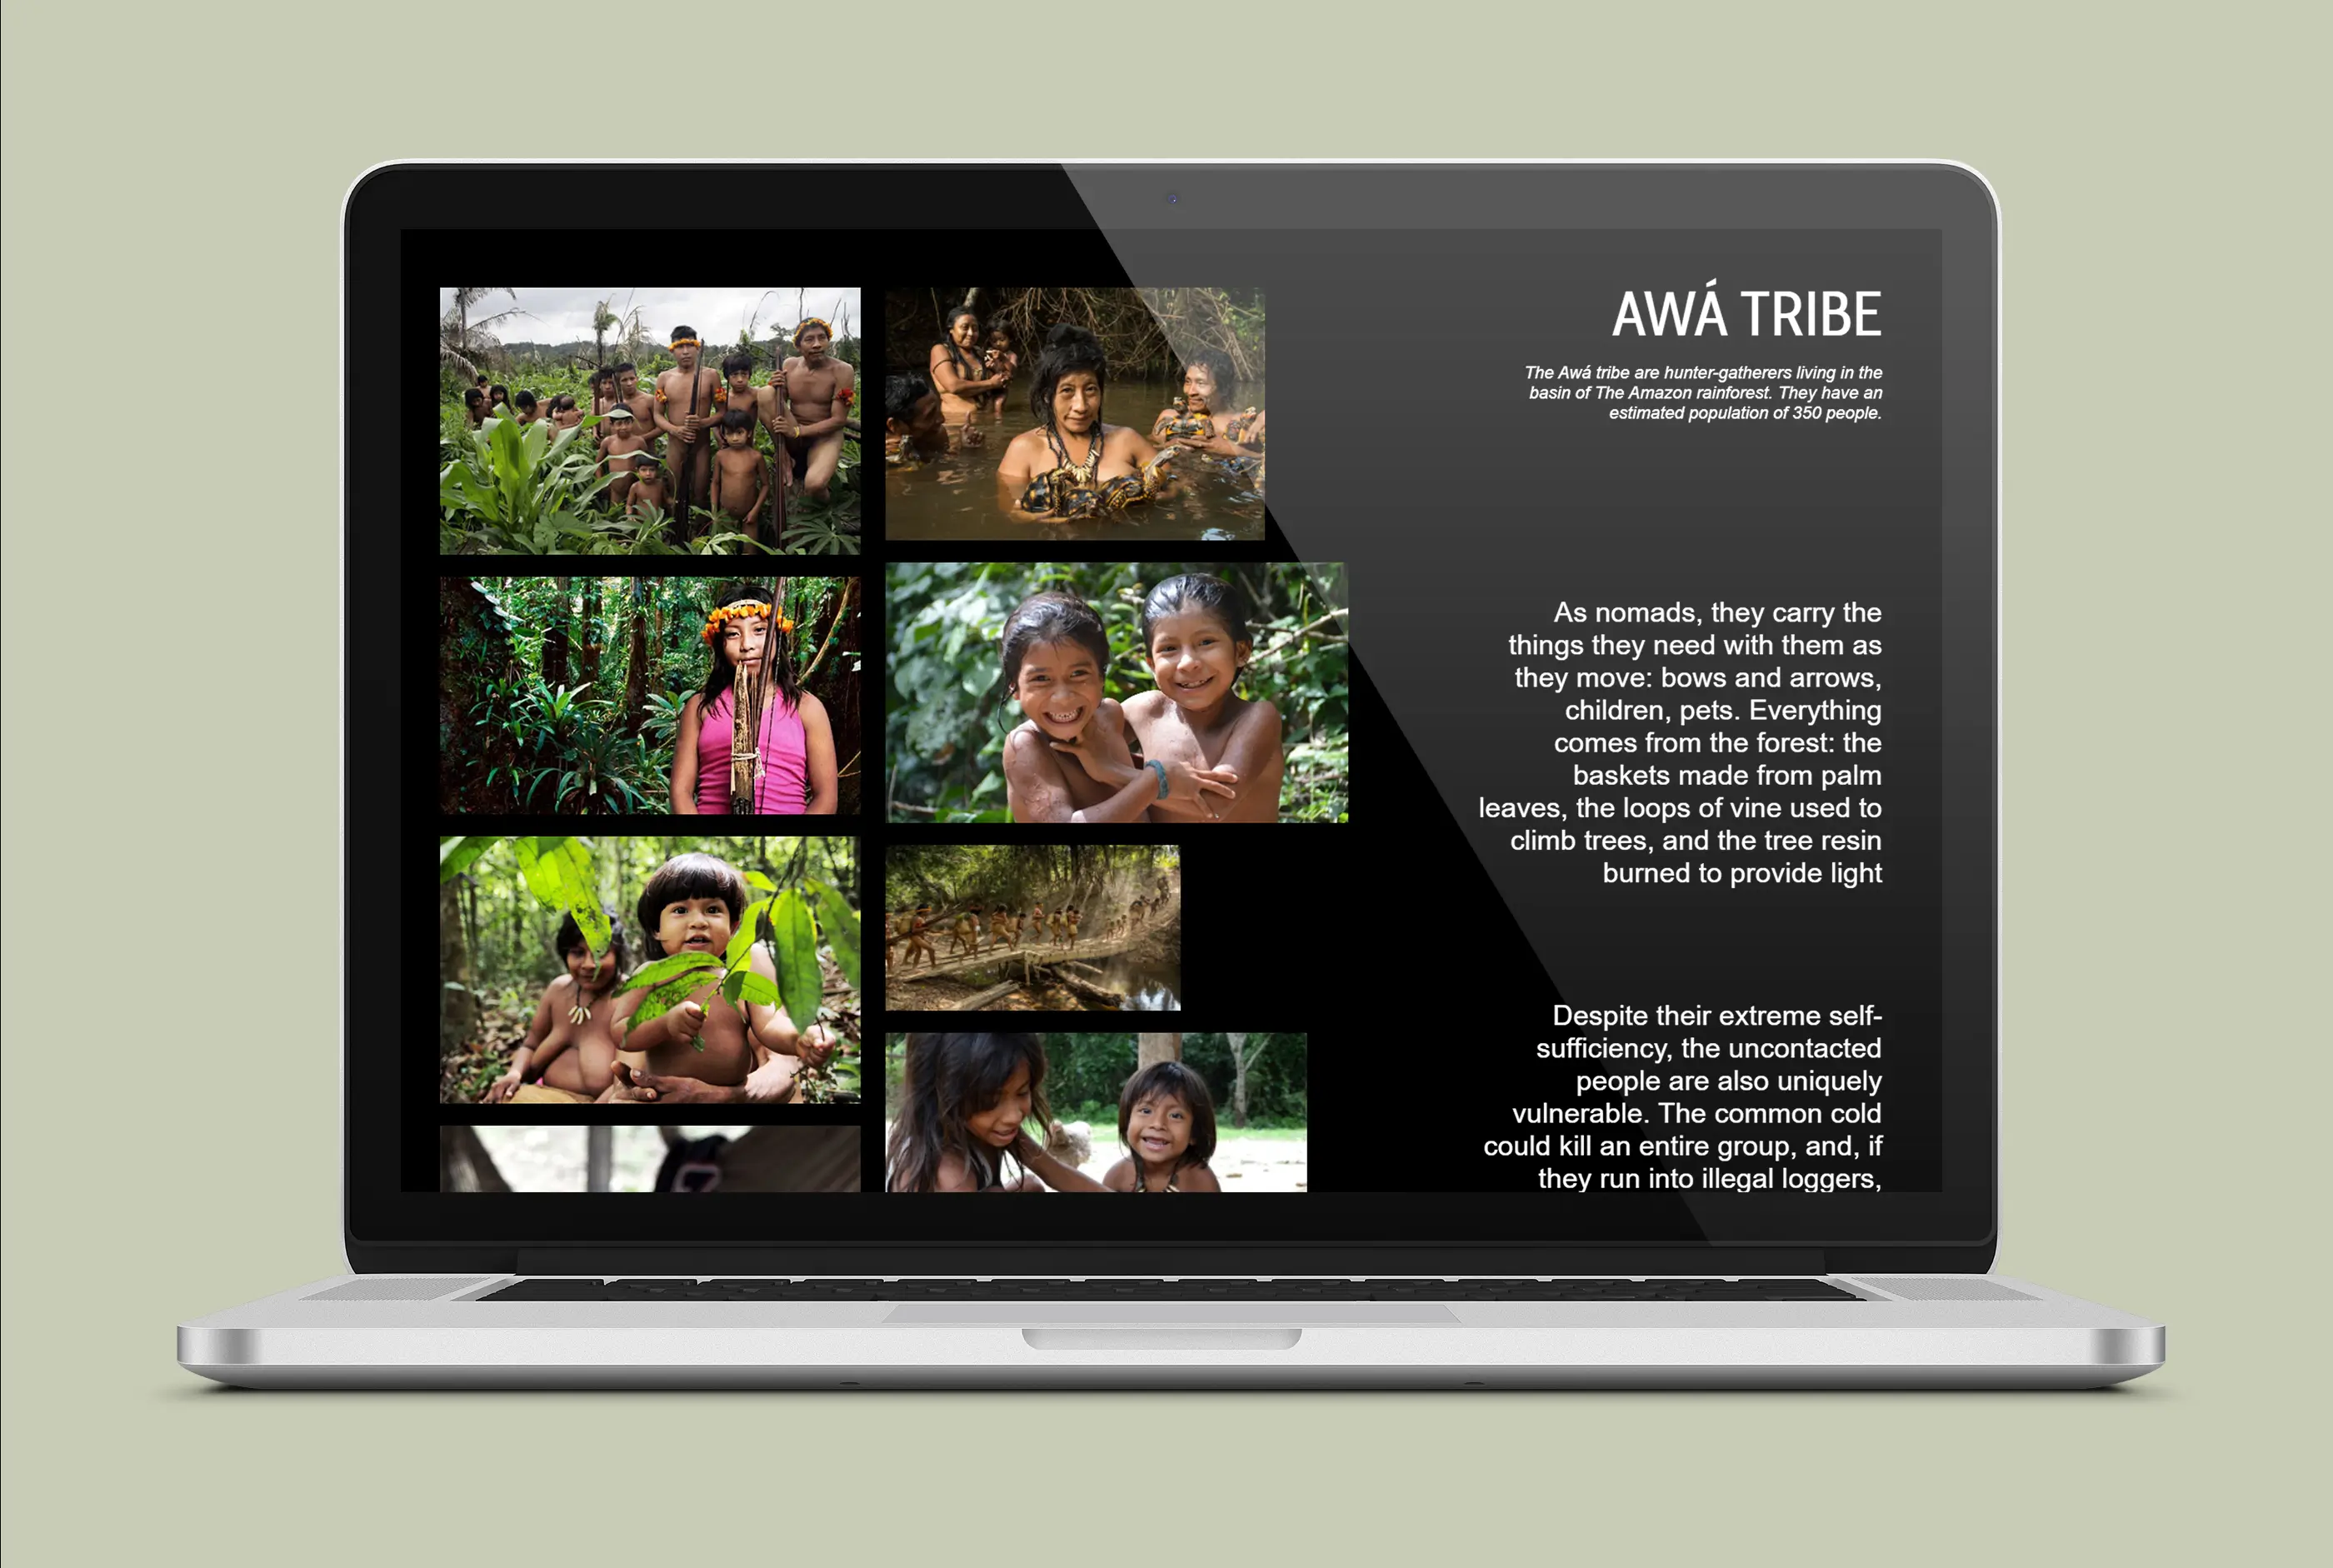 AWÁ TRIBE
The Awá tribe are hunter-gatherers living in the
basin of The Amazon rainforest. They have an
estimated population of 350 people.
As nomads, they carry the
things they need with them as
they move: bows and arrows,
children, pets. Everything
comes from the forest: the
baskets made from palm
leaves, the loops of vine used to
climb trees, and the tree resin
burned to provide light
Despite their extreme self-
sufficiency, the uncontacted
people are also uniquely
vulnerable. The common cold
could kill an entire group, and, if
they run into illegal loggers,